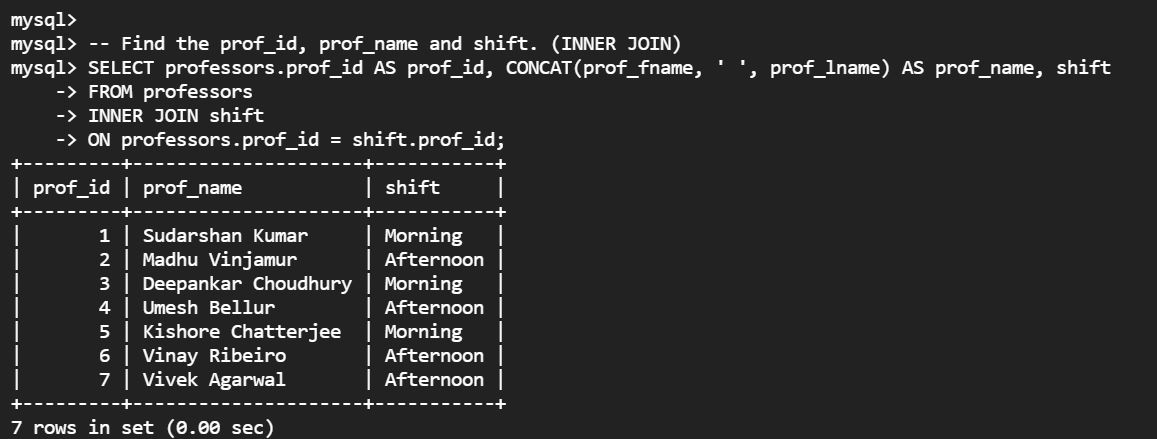 mysql>
mysql> -- Find the prof_id, prof_name and shift. (INNER JOIN)
mysql> SELECT professors.prof_id AS prof_id, CONCAT(prof_fname, ' ', prof_lname) AS prof_name, shift
    -> FROM professors
    -> INNER JOIN shift
    -> ON professors.prof_id = shift.prof_id;
+---------+---------------------+-----------+
| prof_id | prof_name           | shift     |
+---------+---------------------+-----------+
|       1 | Sudarshan Kumar     | Morning   |
|       2 | Madhu Vinjamur      | Afternoon |
|       3 | Deepankar Choudhury | Morning   |
|       4 | Umesh Bellur        | Afternoon |
|       5 | Kishore Chatterjee  | Morning   |
|       6 | Vinay Ribeiro       | Afternoon |
|       7 | Vivek Agarwal       | Afternoon |
+---------+---------------------+-----------+
7 rows in set (0.00 sec)